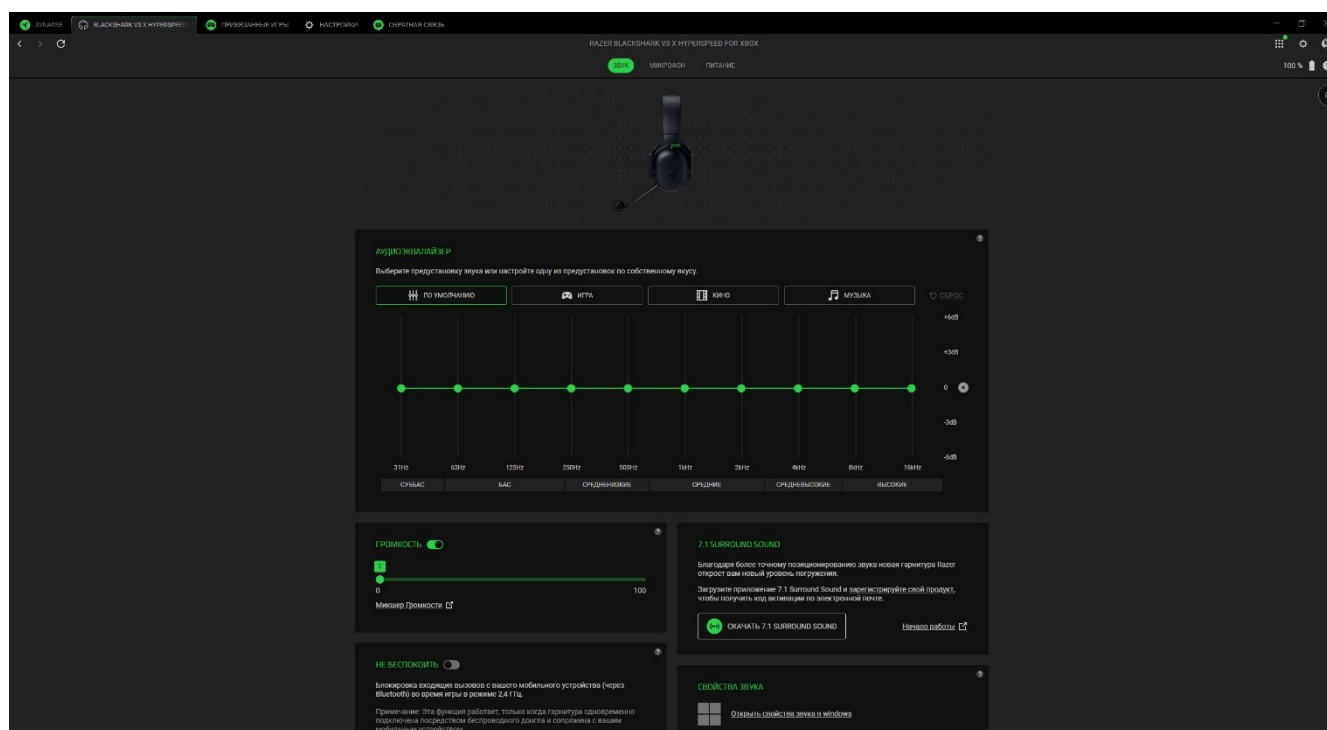 SYNAPSE
BLACKSHARK V3 X HYPERSPEED
ПРИВЯЗАННЫЕ ИГРЫ
НАСТРОЙКИ
ОБРАТНАЯ СВЯЗЬ
RAZER BLACKSHARK V3 X HYPERSPEED FOR XBOX
ЗВУК
МИКРОФОН
ПИТАНИЕ
100 %
АУДИОЭКВАЛАЙЗЕР
Выберите предустановку звука или настройте одну из предустановок по собственному вкусу.
ПО УМОЛЧАНИЮ
ИГРА
КИНО
МУЗЫКА
СБРОС
+6dB
+3dB
0
-3dB
-6dB
31Hz 63Hz 125Hz 250Hz 500Hz 1kHz 2kHz 4kHz 8kHz 16kHz
СУББАС БАС СРЕДНЕНИЗКИЕ СРЕДНИЕ СРЕДНЕВЫСОКИЕ ВЫСОКИЕ
ГРОМКОСТЬ
0 100
Микшер Громкости
7.1 SURROUND SOUND
Благодаря более точному позиционированию звука новая гарнитура Razer
откроет вам новый уровень погружения.
Загрузите приложение 7.1 Surround Sound и зарегистрируйте свой продукт,
чтобы получить код активации по электронной почте.
СКАЧАТЬ 7.1 SURROUND SOUND
Начало работы
НЕ БЕСПОКОИТЬ
Блокировка входящих вызовов с вашего мобильного устройства (через
Bluetooth) во время игры в режиме 2,4 ГГц.
Примечание: Эта функция работает, только когда гарнитура одновременно
подключена посредством беспроводного донгла и сопряжена с вашим
мобильным устройством.
СВОЙСТВА ЗВУКА
Открыть свойства звука в windows